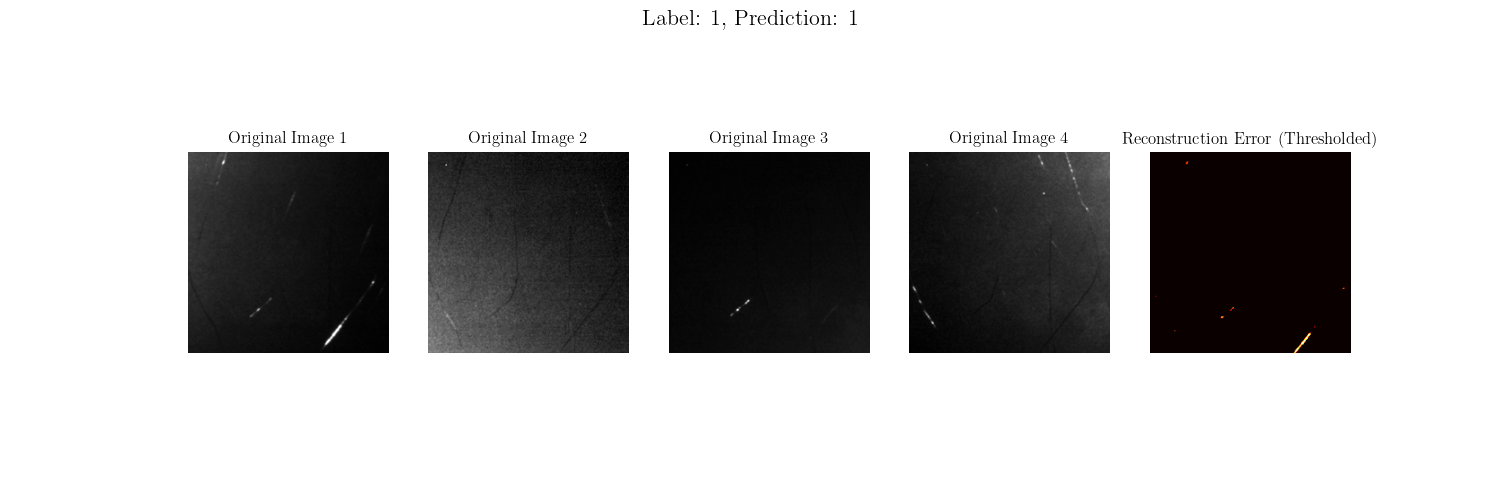 Label: 1, Prediction: 1
Original Image 1
Original Image 2
Original Image 3
Original Image 4
Reconstruction Error (Thresholded)